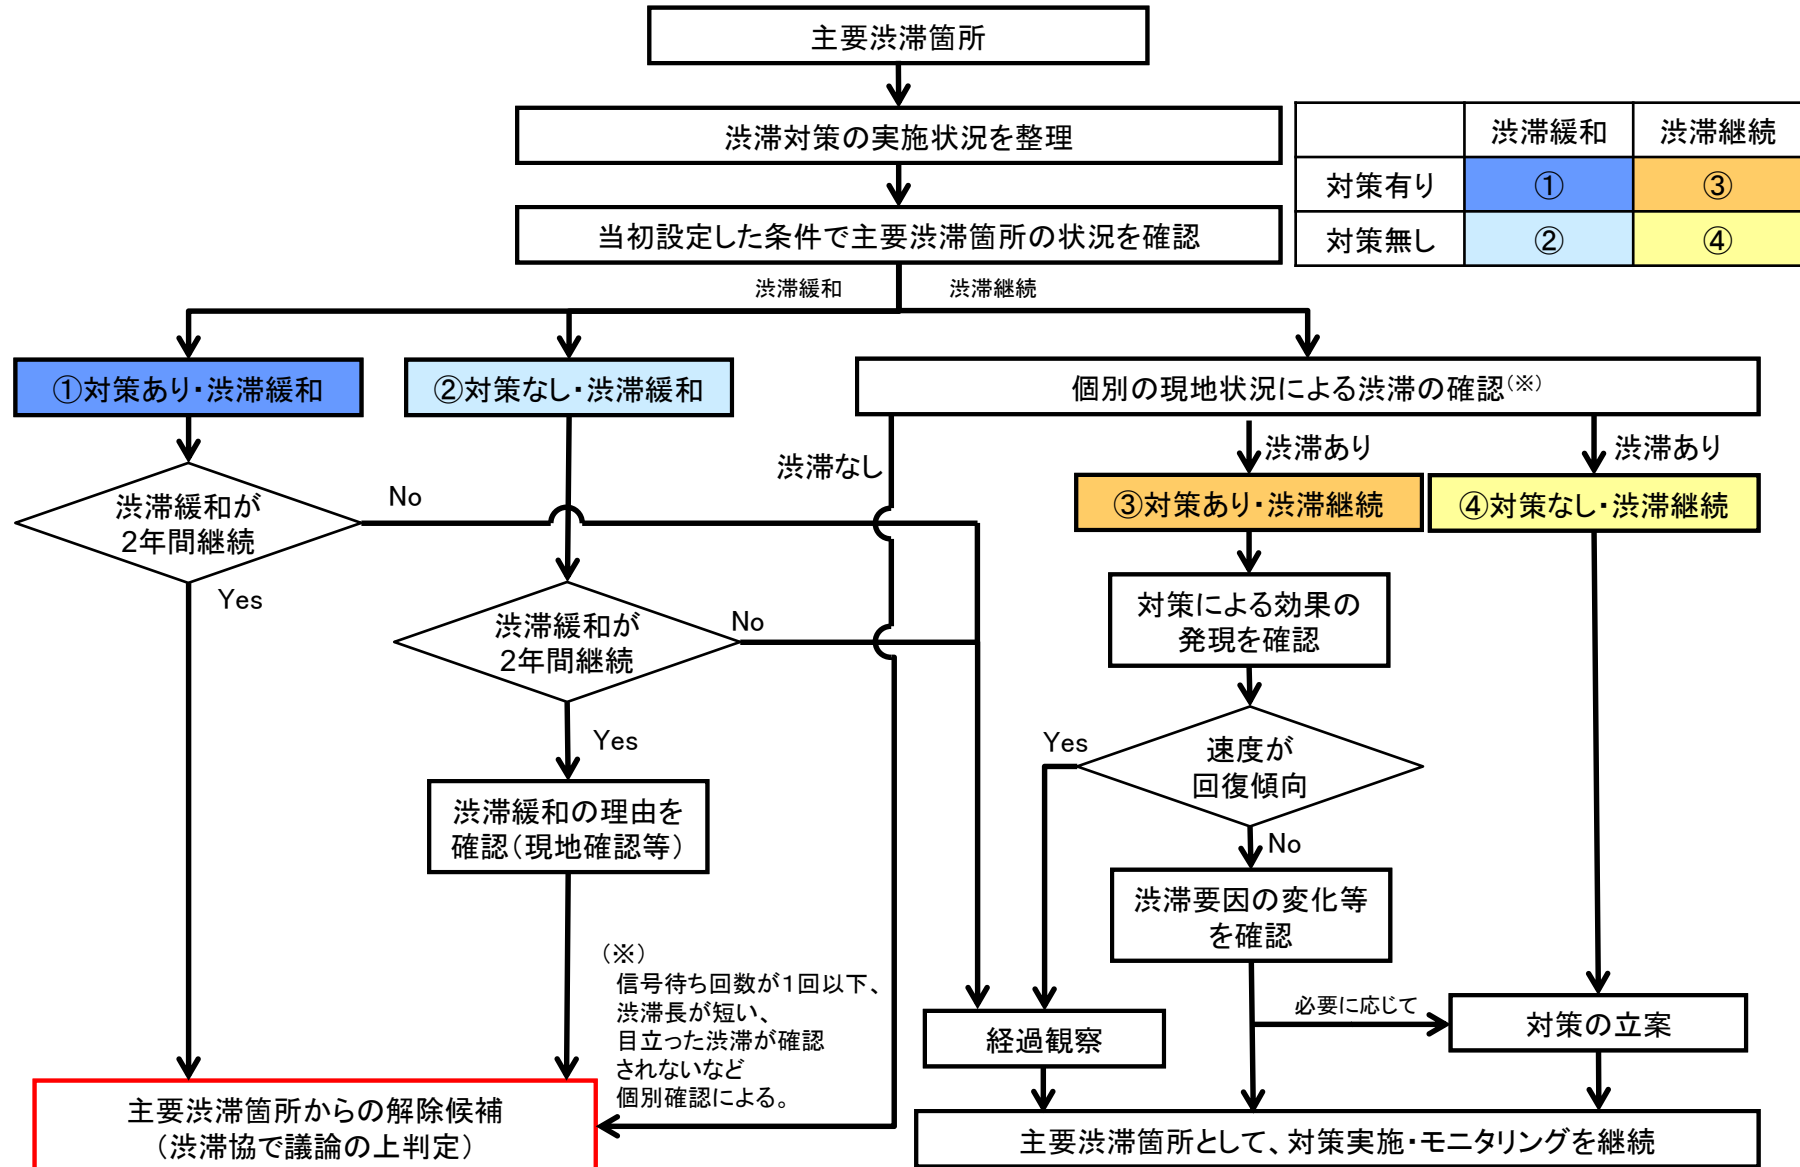 主要渋滞箇所
渋滞対策の実施状況を整理
当初設定した条件で主要渋滞箇所の状況を確認
渋滞緩和 渋滞継続
対策有り ① ③
対策無し ② ④
渋滞緩和 渋滞継続
①対策あり・渋滞緩和
②対策なし・渋滞緩和
個別の現地状況による渋滞の確認(※)
渋滞なし
渋滞あり
渋滞あり
③対策あり・渋滞継続
④対策なし・渋滞継続
渋滞緩和が
2年間継続
No
Yes
渋滞緩和が
2年間継続
No
Yes
対策による効果の
発現を確認
速度が
回復傾向
Yes
No
渋滞緩和の理由を
確認(現地確認等)
渋滞要因の変化等
を確認
(※)
信号待ち回数が1回以下、
渋滞長が短い、
目立った渋滞が確認
されないなど
個別確認による。
経過観察
必要に応じて
対策の立案
主要渋滞箇所からの解除候補
(渋滞協で議論の上判定)
主要渋滞箇所として、対策実施・モニタリングを継続